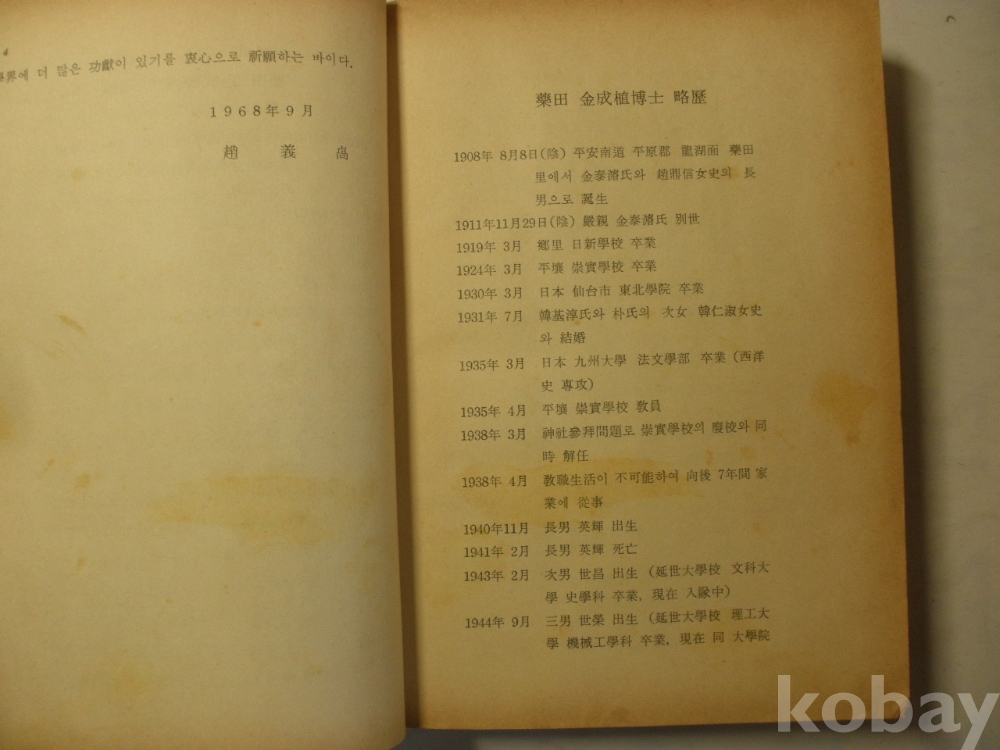 4
學界에 더 많은 功獻이 있기를 衷心으로 祈願하는 바이다.
1968年 9月
趙 義 卨
藥田 金成植博士 略歷
1908年 8月8日(陰) 平安南道 平原郡 龍湖面 藥田
里에서 金泰濬氏와 趙鼎信女史의 長
男으로 誕生
1911年11月29日(陰) 嚴親 金泰濬氏 別世
1919年 3月 鄕里 日新學校 卒業
1924年 3月 平壤 崇實學校 卒業
1930年 3月 日本 仙台市 東北學院 卒業
1931年 7月 韓基淳氏와 朴氏의 次女 韓仁淑女史
와 結婚
1935年 3月 日本 九州大學 法文學部 卒業 (西洋
史 專攻)
1935年 4月 平壤 崇實學校 敎員
1938年 3月 神社參拜問題로 崇實學校의 廢校와 同
時 解任
1938年 4月 敎職生活이 不可能하여 向後 7年間 家
業에 從事
1940年11月 長男 英輝 出生
1941年 2月 長男 英輝 死亡
1943年 2月 次男 世昌 出生 (延世大學校 文科大
學 史學科 卒業, 現在 入隊中)
1944年 9月 三男 世榮 出生 (延世大學校 理工大
學 機械工學科 卒業, 現在 同 大學院
kobay